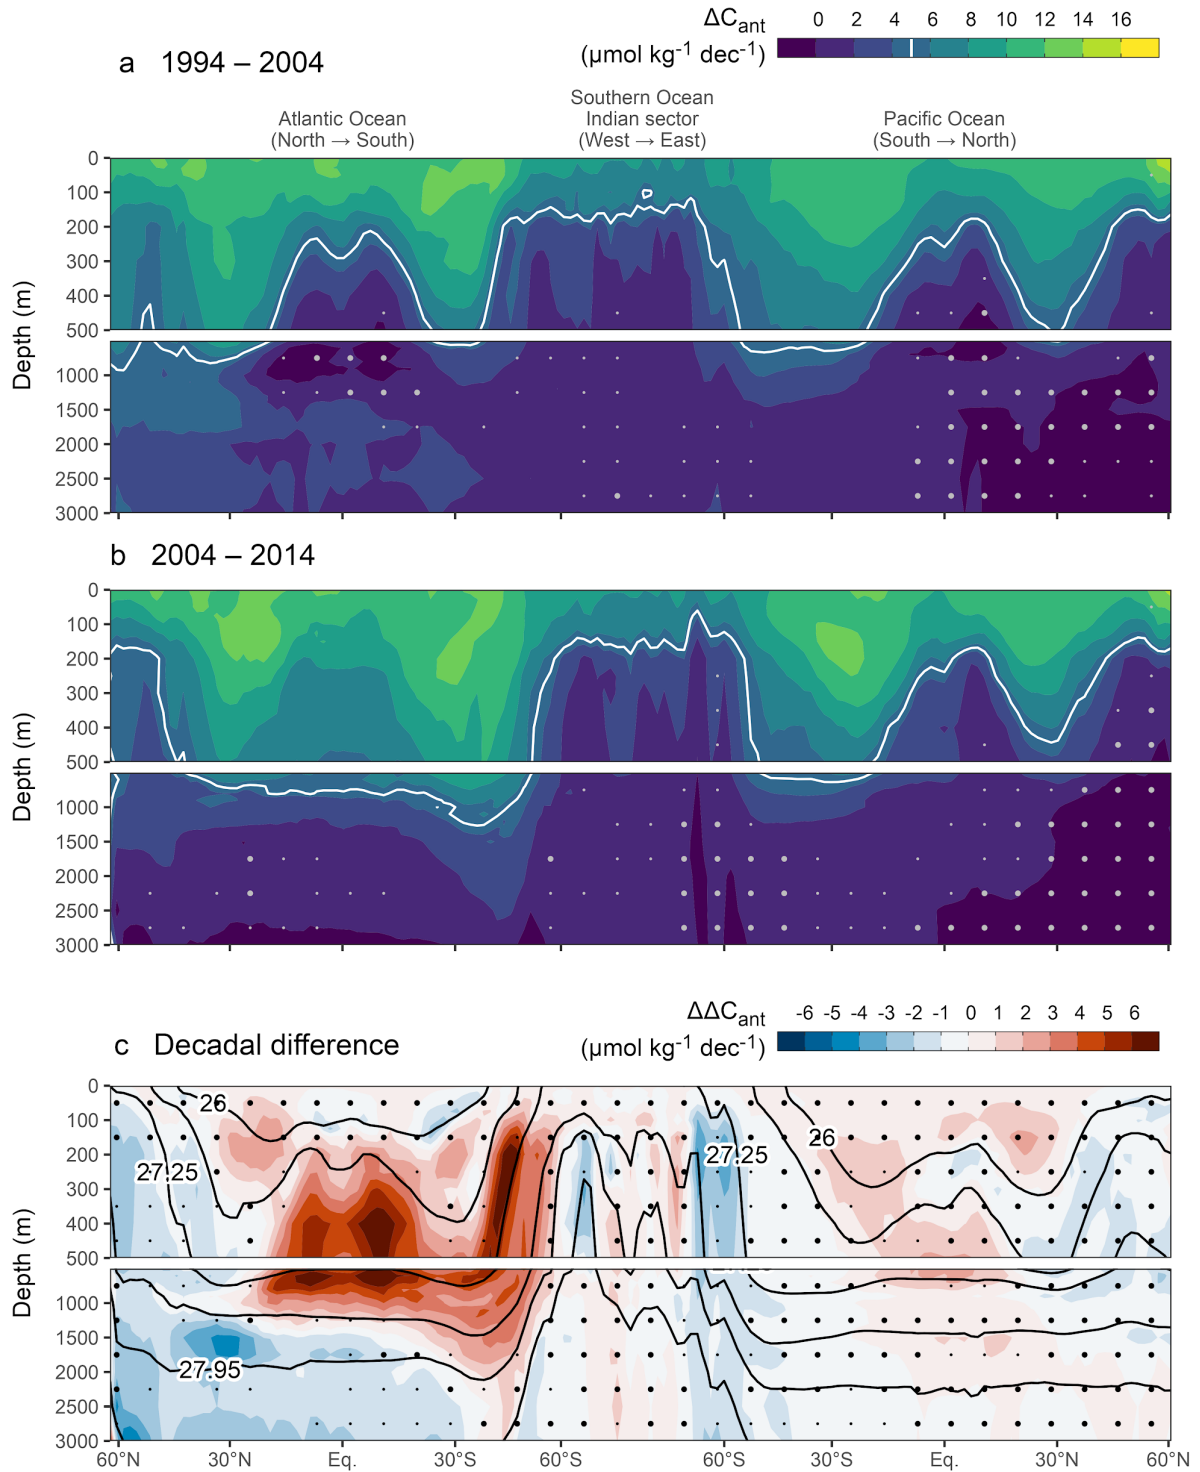 ΔCant
(μmol kg-1 dec-1)
0 2 4 6 8 10 12 14 16
a 1994 – 2004
Atlantic Ocean
(North → South)
Southern Ocean
Indian sector
(West → East)
Pacific Ocean
(South → North)
0
100
200
300
400
500
1000
1500
2000
2500
3000
Depth (m)
b 2004 – 2014
0
100
200
300
400
500
1000
1500
2000
2500
3000
Depth (m)
ΔΔCant
(μmol kg-1 dec-1)
-6 -5 -4 -3 -2 -1 0 1 2 3 4 5 6
c Decadal difference
0
100
200
300
400
500
1000
1500
2000
2500
3000
Depth (m)
26
27.25
27.95
27.25
26
60°N 30°N Eq. 30°S 60°S 60°S 30°S Eq. 30°N 60°N